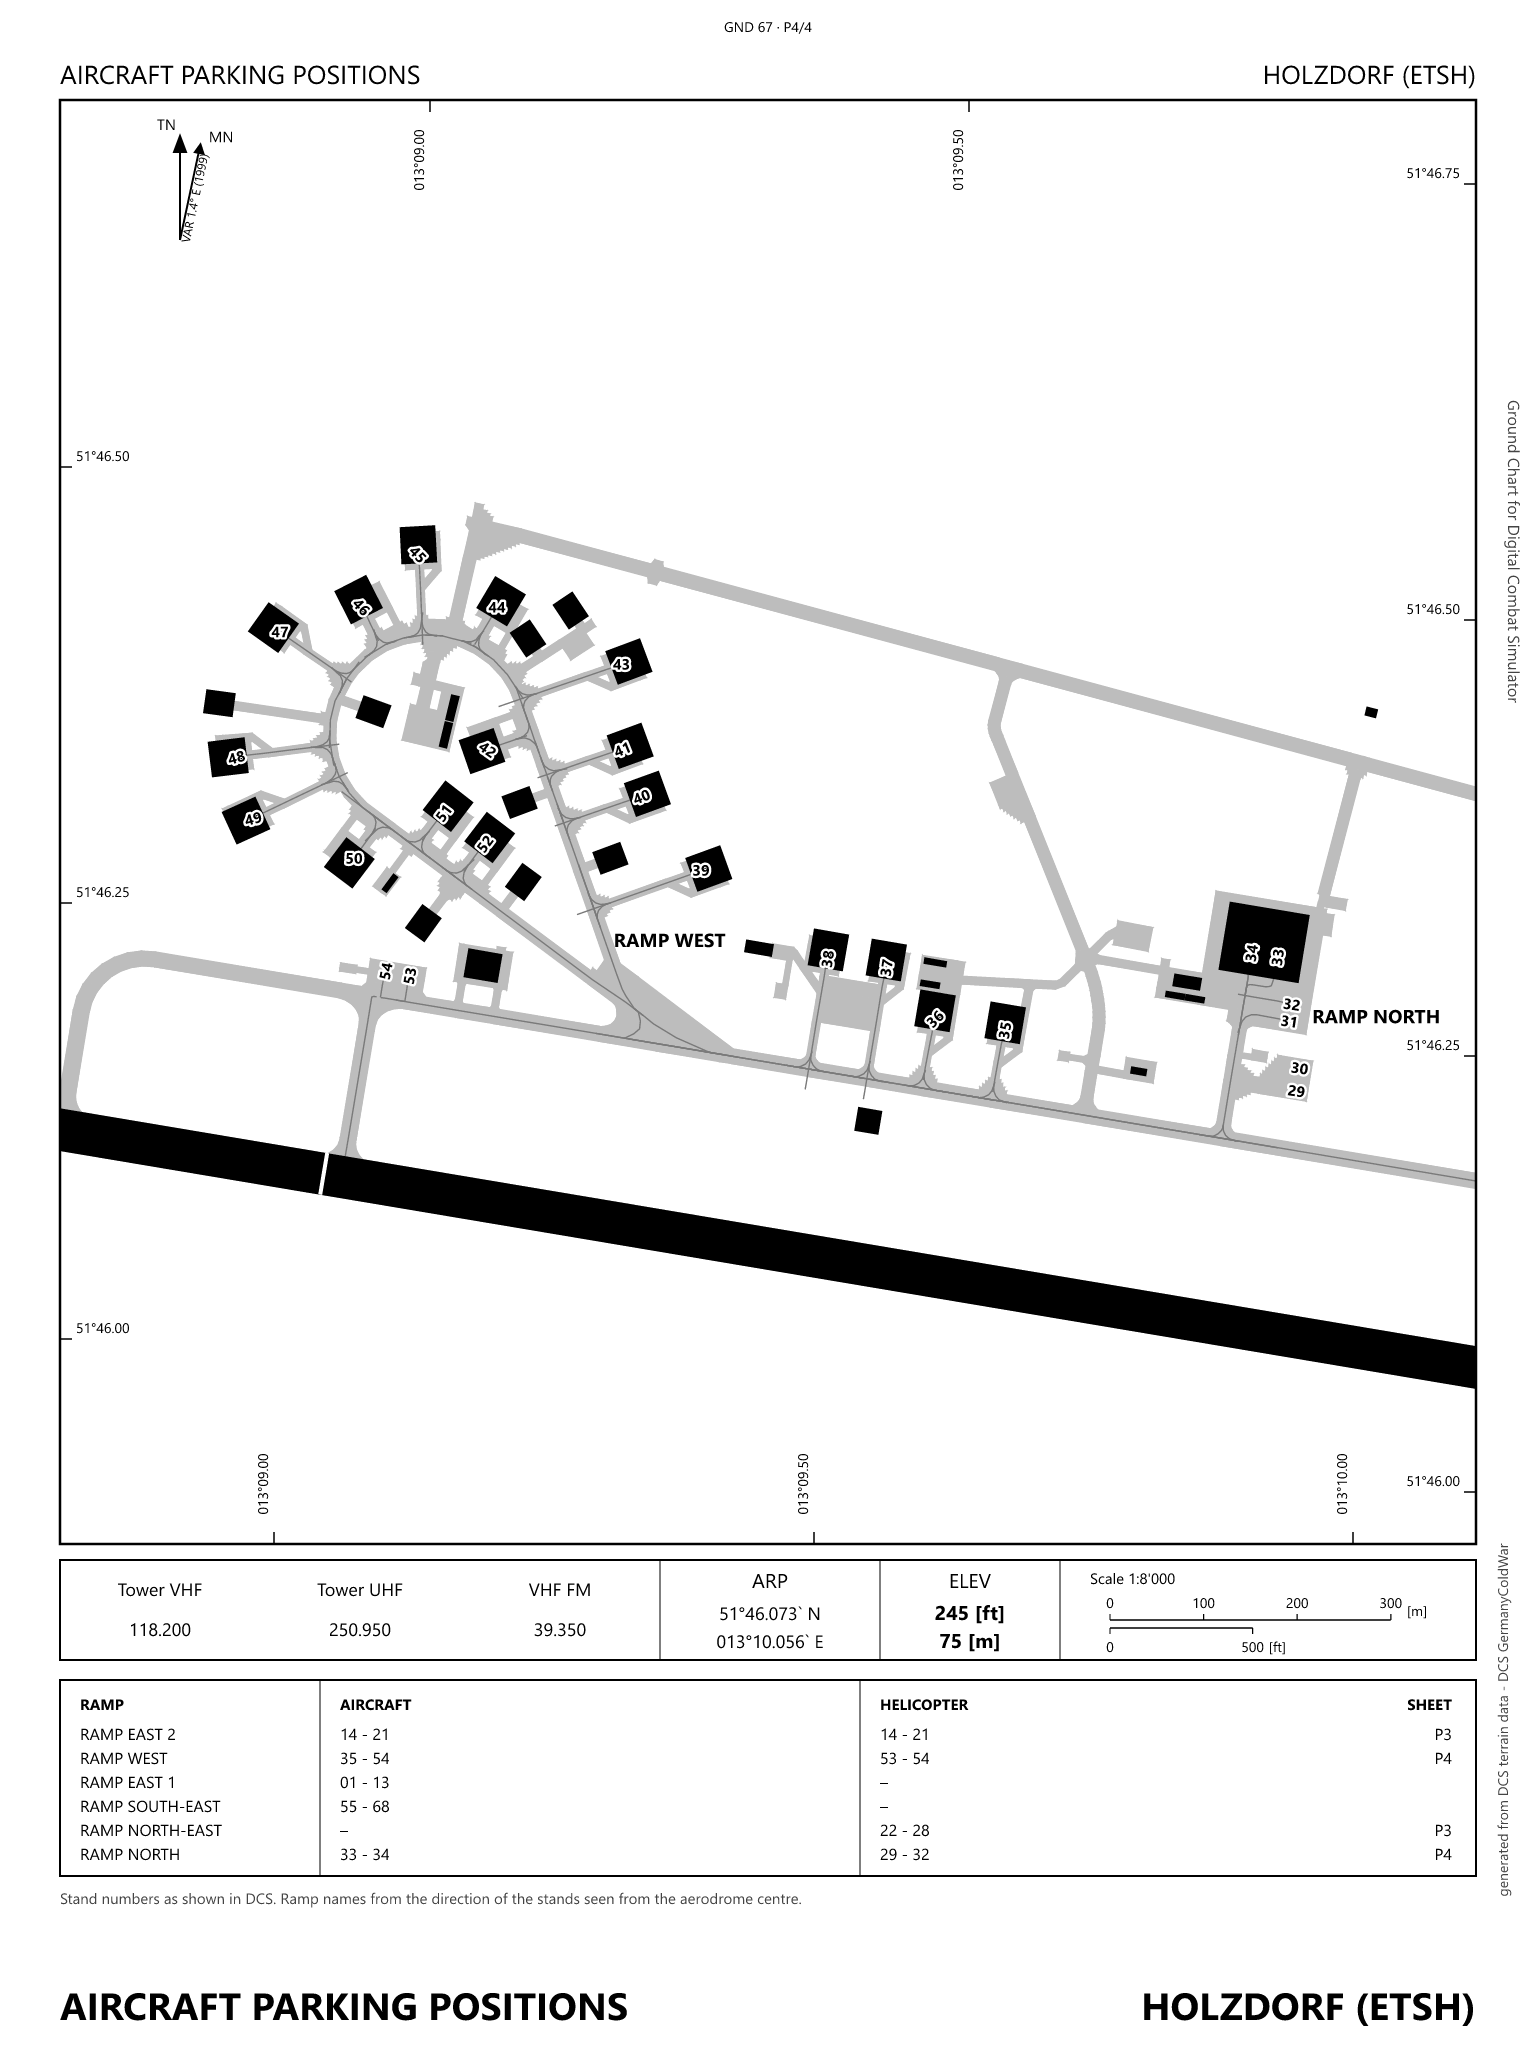 GND 67 · P4/4
AIRCRAFT PARKING POSITIONS
HOLZDORF (ETSH)
TN
MN
VAR 1.4° E (1999)
013°09.00
013°09.50
51°46.75
51°46.50
51°46.50
51°46.25
51°46.25
51°46.00
51°46.00
013°09.00
013°09.50
013°10.00
45
46
44
47
43
48
42
41
40
49
51
52
50
39
RAMP WEST
54
53
38
37
36
35
34
33
32
31
RAMP NORTH
30
29
Ground Chart for Digital Combat Simulator
generated from DCS terrain data - DCS GermanyColdWar
Tower VHF
118.200
Tower UHF
250.950
VHF FM
39.350
ARP
51°46.073` N
013°10.056` E
ELEV
245 [ft]
75 [m]
Scale 1:8'000
0 100 200 300 [m]
0 500 [ft]
RAMP AIRCRAFT HELICOPTER SHEET
RAMP EAST 2 14 - 21 14 - 21 P3
RAMP WEST 35 - 54 53 - 54 P4
RAMP EAST 1 01 - 13 –
RAMP SOUTH-EAST 55 - 68 –
RAMP NORTH-EAST – 22 - 28 P3
RAMP NORTH 33 - 34 29 - 32 P4
Stand numbers as shown in DCS. Ramp names from the direction of the stands seen from the aerodrome centre.
AIRCRAFT PARKING POSITIONS
HOLZDORF (ETSH)